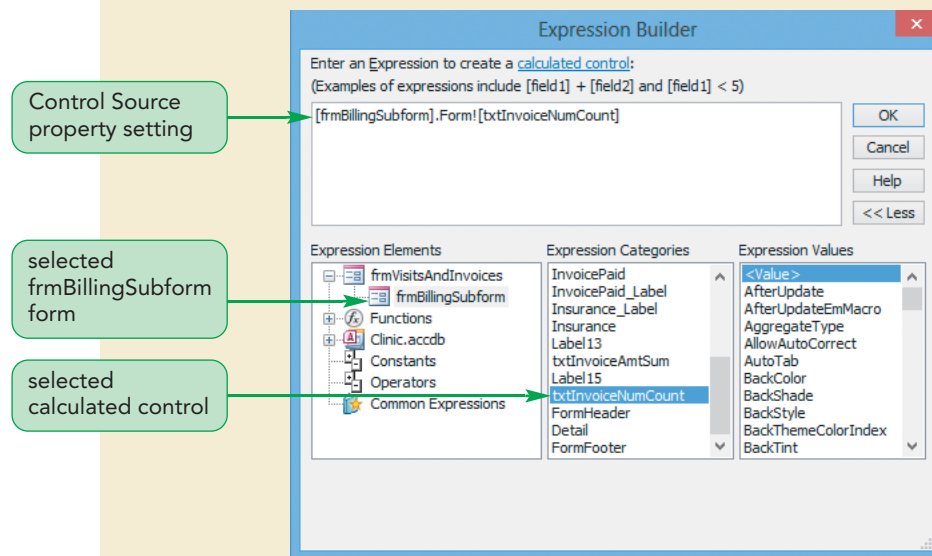 Expression Builder
Enter an Expression to create a calculated control:
(Examples of expressions include [field1] + [field2] and [field1] < 5)
Control Source
property setting
[frmBillingSubform].Form![txtInvoiceNumCount]
OK
Cancel
Help
<< Less
selected
frmBillingSubform
form
selected
calculated control
Expression Elements
frmVisitsAndInvoices
frmBillingSubform
Functions
Clinic.accdb
Constants
Operators
Common Expressions
Expression Categories
InvoicePaid
InvoicePaid_Label
Insurance_Label
Insurance
Label13
txtInvoiceAmtSum
Label15
txtInvoiceNumCount
FormHeader
Detail
FormFooter
Expression Values
<Value>
AfterUpdate
AfterUpdateEmMacro
AggregateType
AllowAutoCorrect
AutoTab
BackColor
BackShade
BackStyle
BackThemeColorIndex
BackTint